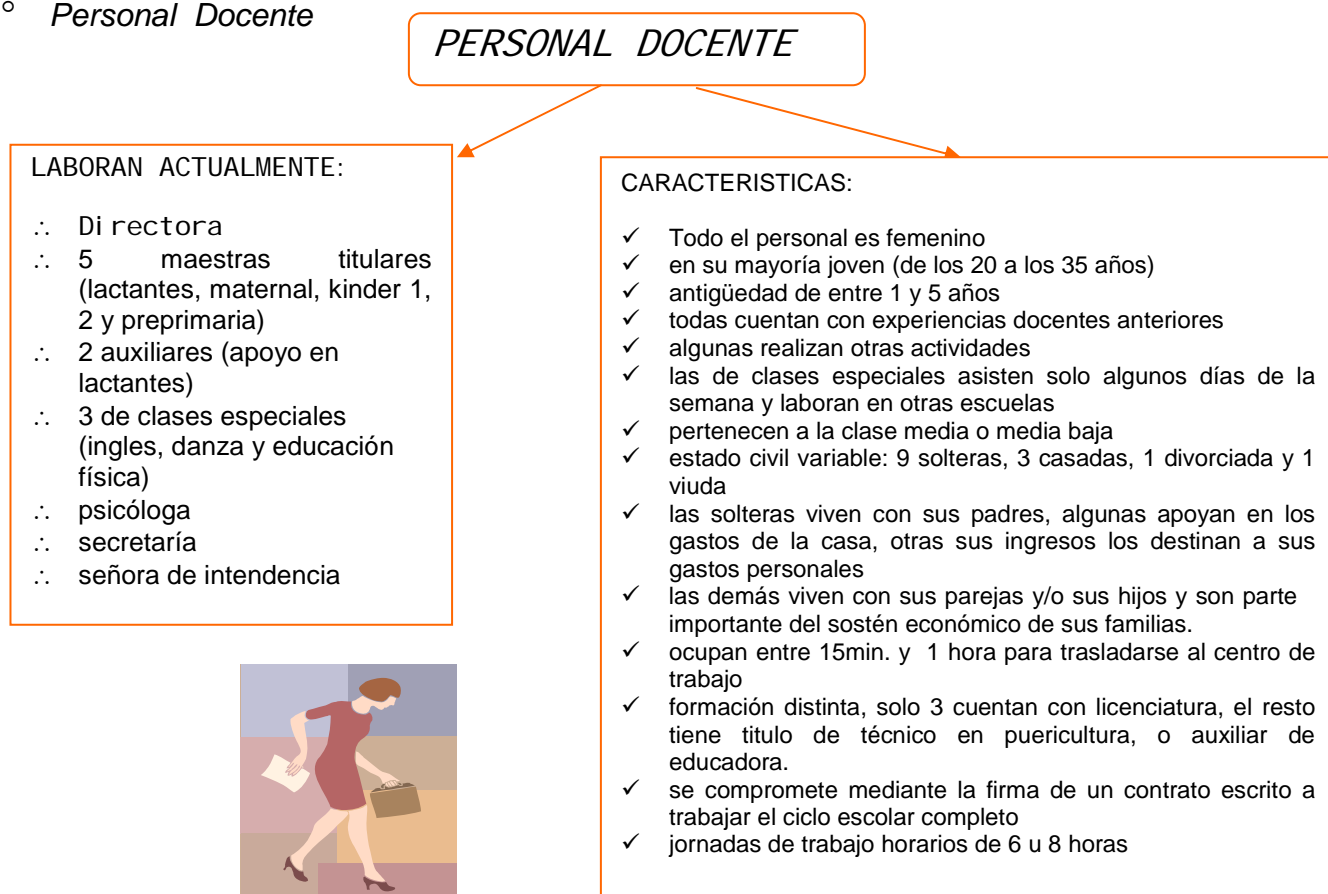 ° Personal Docente
PERSONAL DOCENTE
LABORAN ACTUALMENTE:
∴ Directora
∴ 5 maestras titulares
(lactantes, maternal, kinder 1,
2 y preprimaria)
∴ 2 auxiliares (apoyo en
lactantes)
∴ 3 de clases especiales
(ingles, danza y educación
física)
∴ psicóloga
∴ secretaría
∴ señora de intendencia
CARACTERISTICAS:
✓ Todo el personal es femenino
✓ en su mayoría joven (de los 20 a los 35 años)
✓ antigüedad de entre 1 y 5 años
✓ todas cuentan con experiencias docentes anteriores
✓ algunas realizan otras actividades
✓ las de clases especiales asisten solo algunos días de la
semana y laboran en otras escuelas
✓ pertenecen a la clase media o media baja
✓ estado civil variable: 9 solteras, 3 casadas, 1 divorciada y 1
viuda
✓ las solteras viven con sus padres, algunas apoyan en los
gastos de la casa, otras sus ingresos los destinan a sus
gastos personales
✓ las demás viven con sus parejas y/o sus hijos y son parte
importante del sostén económico de sus familias.
✓ ocupan entre 15min. y 1 hora para trasladarse al centro de
trabajo
✓ formación distinta, solo 3 cuentan con licenciatura, el resto
tiene titulo de técnico en puericultura, o auxiliar de
educadora.
✓ se compromete mediante la firma de un contrato escrito a
trabajar el ciclo escolar completo
✓ jornadas de trabajo horarios de 6 u 8 horas